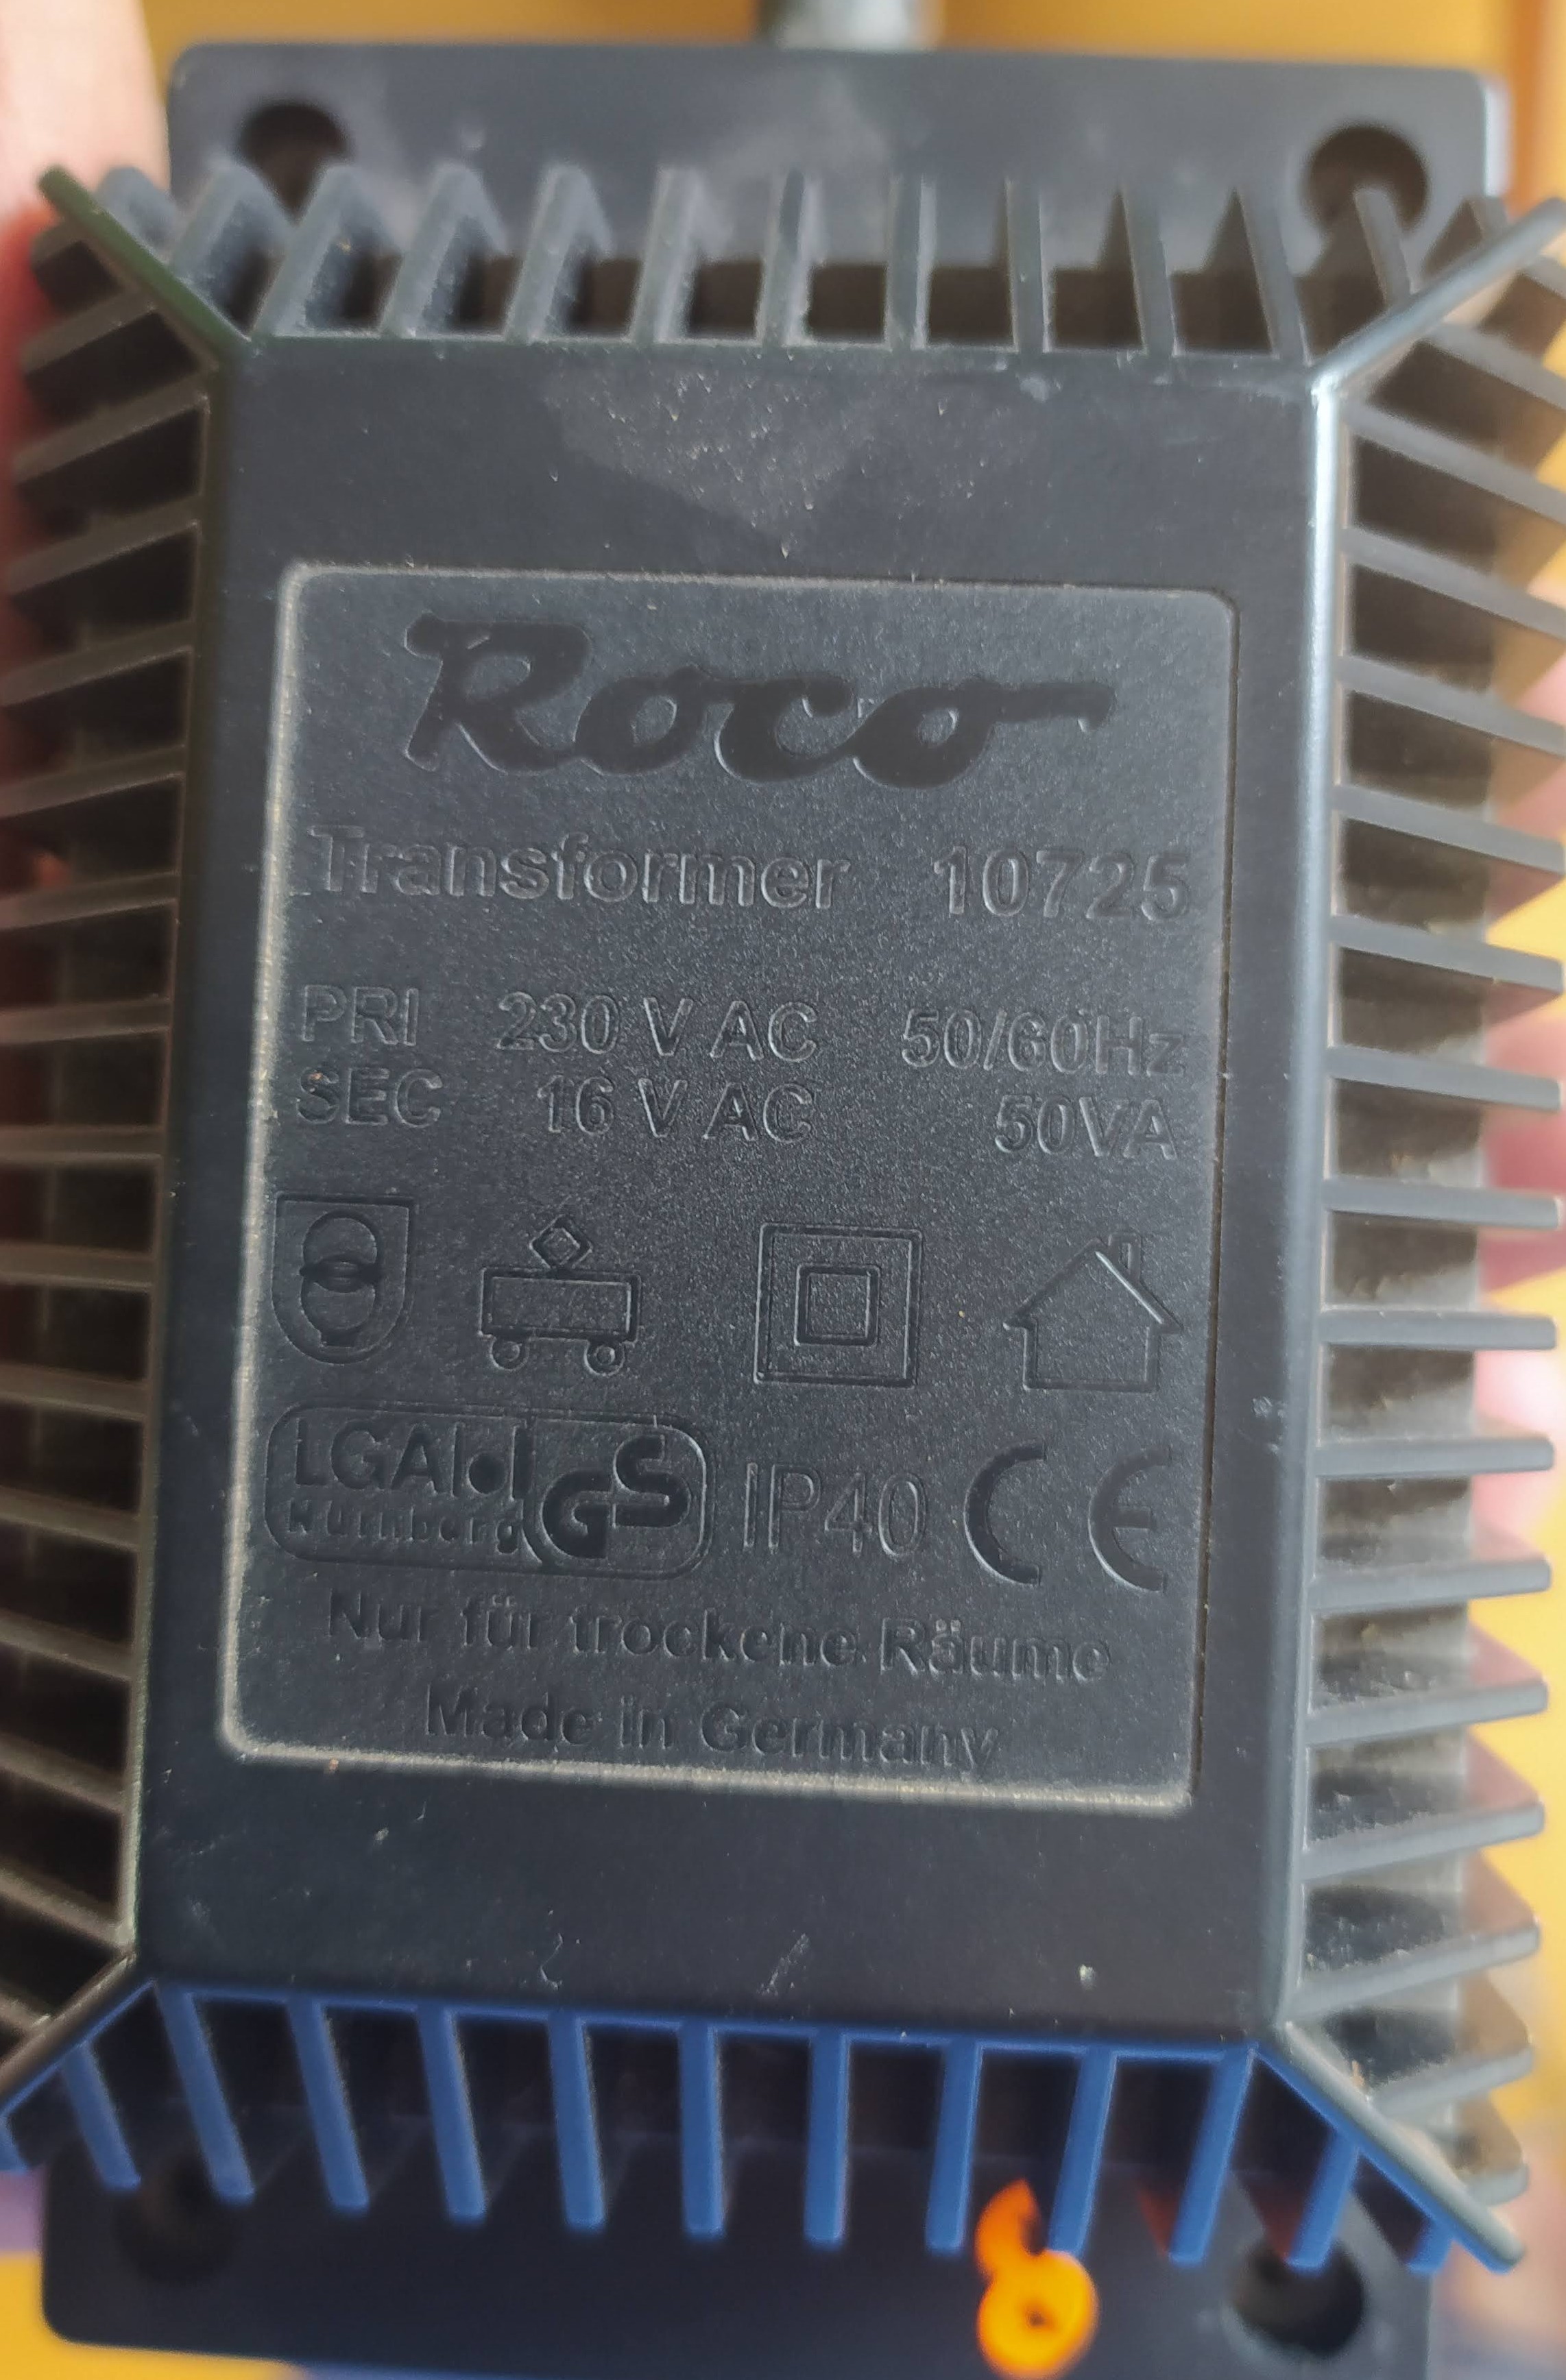 Roco
Transformer 10725
PRI 230 V AC 50/60Hz
SEC 16 V AC 50VA
LGA GS IP40 CE
Nürnberg
Nur für trockene Räume
Made in Germany